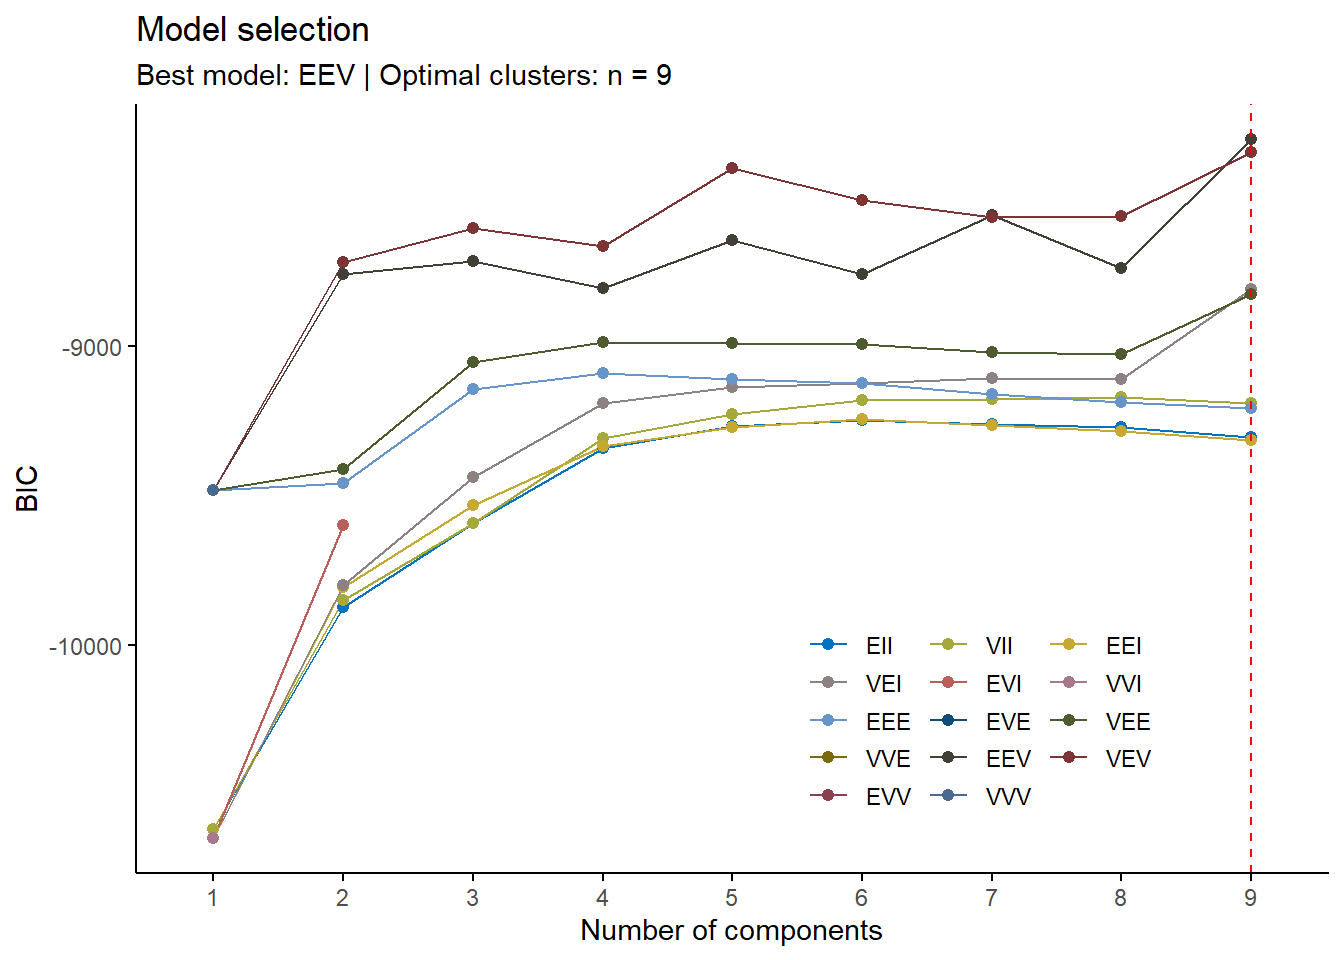 Model selection
Best model: EEV | Optimal clusters: n = 9
BIC
-9000
-10000
EII VII EEI
VEI EVI VVI
EEE EVE VEE
VVE EEV VEV
EVV VVV
1 2 3 4 5 6 7 8 9
Number of components